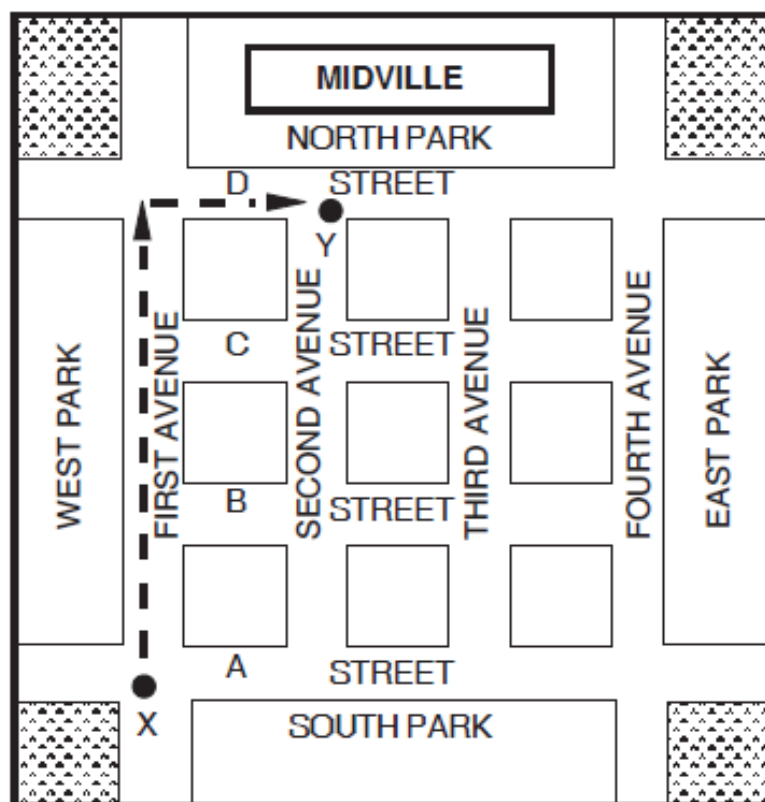 MIDVILLE
NORTH PARK
D STREET
Y
C STREET
B STREET
A STREET
X
SOUTH PARK
WEST PARK
FIRST AVENUE
SECOND AVENUE
THIRD AVENUE
FOURTH AVENUE
EAST PARK